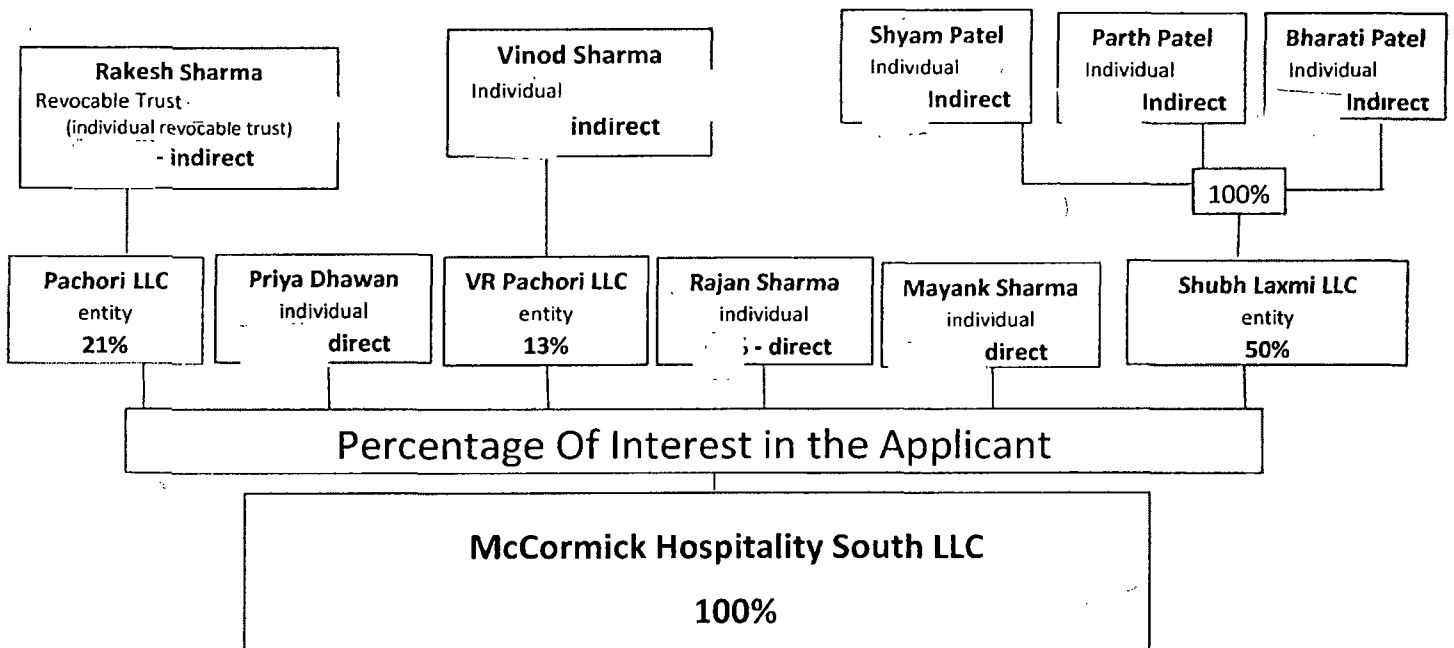 Rakesh Sharma
Revocable Trust
(individual revocable trust)
- indirect
Vinod Sharma
Individual
indirect
Shyam Patel
Individual
Indirect
Parth Patel
Individual
Indirect
Bharati Patel
Individual
Indirect
100%
Pachori LLC
entity
21%
Priya Dhawan
individual
direct
VR Pachori LLC
entity
13%
Rajan Sharma
individual
- direct
Mayank Sharma
individual
direct
Shubh Laxmi LLC
entity
50%
Percentage Of Interest in the Applicant
McCormick Hospitality South LLC
100%